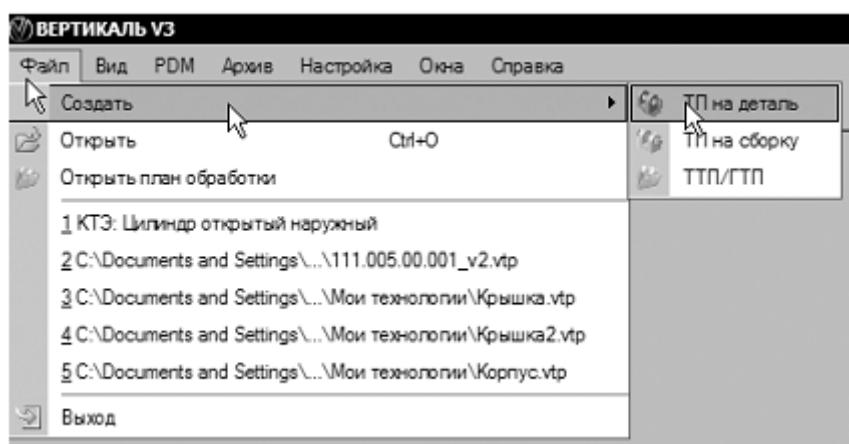 ВЕРТИКАЛЬ V3
Файл Вид PDM Архив Настройка Окна Справка
Создать ТП на деталь
Открыть Ctrl+O ТП на сборку
Открыть план обработки ТТП/ГТП
1 КТЭ: Цилиндр открытый наружный
2 C:\Documents and Settings\...\111.005.00.001_v2.vtp
3 C:\Documents and Settings\...\Мои технологии\Крышка.vtp
4 C:\Documents and Settings\...\Мои технологии\Крышка2.vtp
5 C:\Documents and Settings\...\Мои технологии\Корпус.vtp
Выход